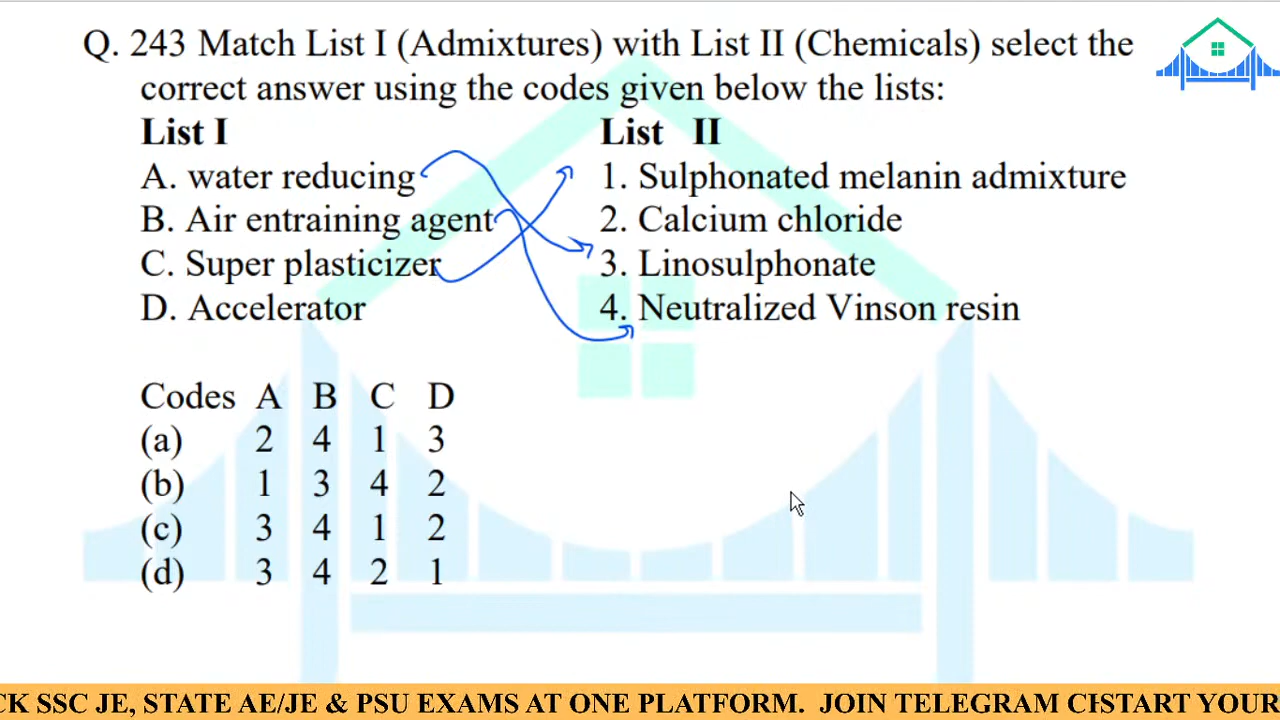 Q. 243 Match List I (Admixtures) with List II (Chemicals) select the
correct answer using the codes given below the lists:
List I List II
A. water reducing 1. Sulphonated melanin admixture
B. Air entraining agent 2. Calcium chloride
C. Super plasticizer 3. Linosulphonate
D. Accelerator 4. Neutralized Vinson resin
Codes A B C D
(a) 2 4 1 3
(b) 1 3 4 2
(c) 3 4 1 2
(d) 3 4 2 1
CK SSC JE, STATE AE/JE & PSU EXAMS AT ONE PLATFORM. JOIN TELEGRAM START YOUR